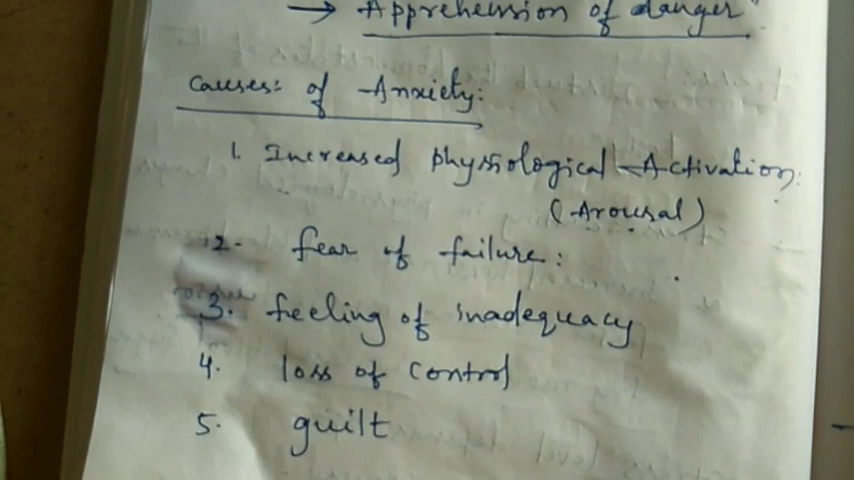 → Apprehension of danger"
Causes: of Anxiety:
1. Increased physiological Activation.
(Arousal)
2. fear of failure:
3. feeling of inadequacy
4. loss of control
5. guilt